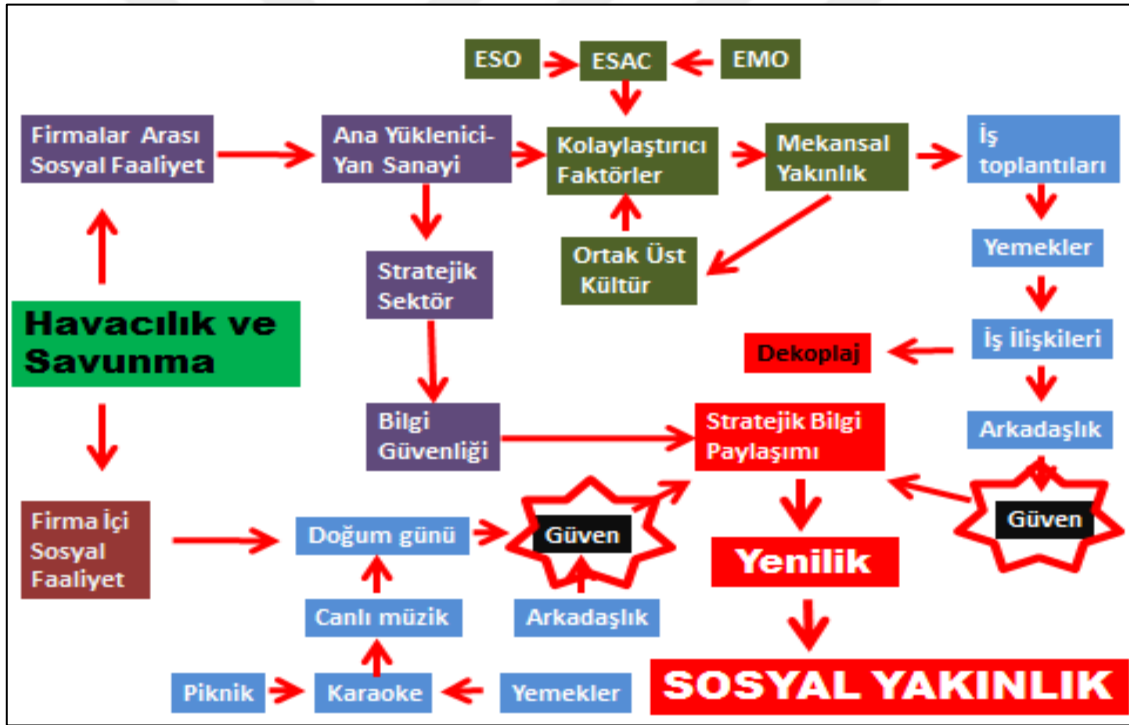 ESO
ESAC
EMO
Firmalar Arası
Sosyal Faaliyet
Ana Yüklenici-
Yan Sanayi
Kolaylaştırıcı
Faktörler
Mekansal
Yakınlık
İş
toplantıları
Stratejik
Sektör
Ortak Üst
Kültür
Yemekler
Havacılık ve
Savunma
Dekoplaj
İş İlişkileri
Bilgi
Güvenliği
Stratejik Bilgi
Paylaşımı
Arkadaşlık
Firma İçi
Sosyal
Faaliyet
Doğum günü
Güven
Yenilik
Güven
Canlı müzik
Arkadaşlık
Piknik
Karaoke
Yemekler
SOSYAL YAKINLIK